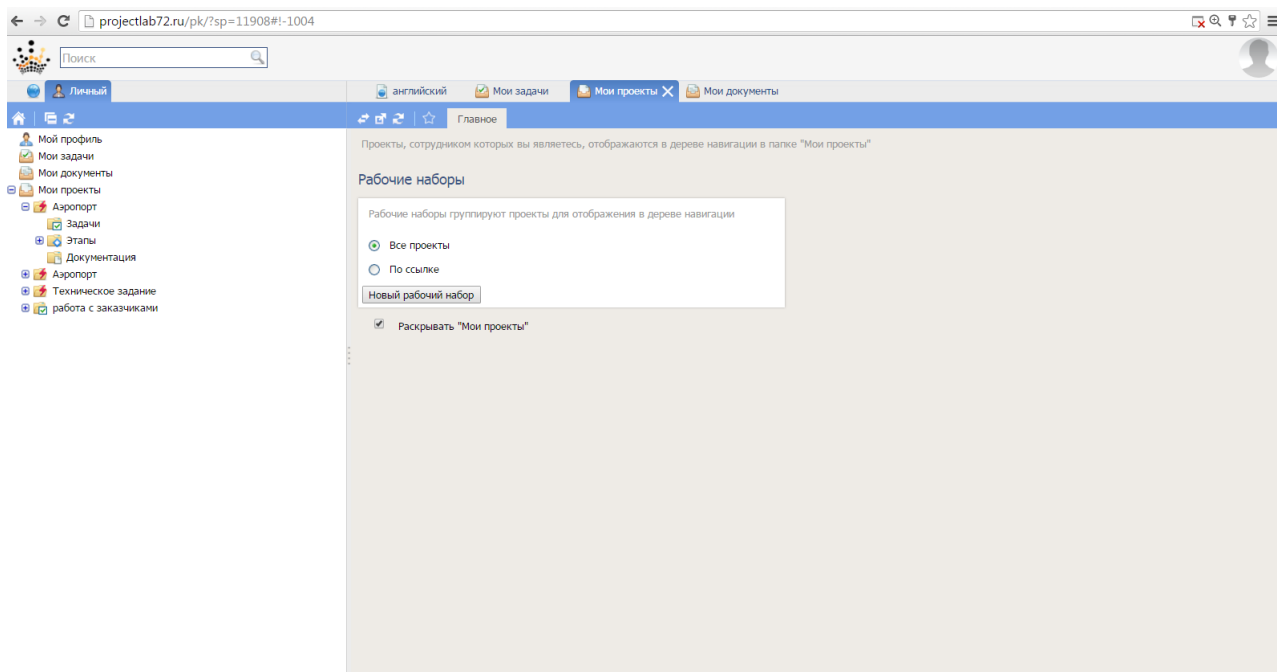 projectlab72.ru/pk/?sp=11908#!-1004
Поиск
Личный
английский Мои задачи Мои проекты Мои документы
Главное
Мой профиль
Мои задачи
Мои документы
Мои проекты
Аэропорт
Задачи
Этапы
Документация
Аэропорт
Техническое задание
работа с заказчиками
Проекты, сотрудником которых вы являетесь, отображаются в дереве навигации в папке "Мои проекты"
Рабочие наборы
Рабочие наборы группируют проекты для отображения в дереве навигации
Все проекты
По ссылке
Новый рабочий набор
Раскрывать "Мои проекты"